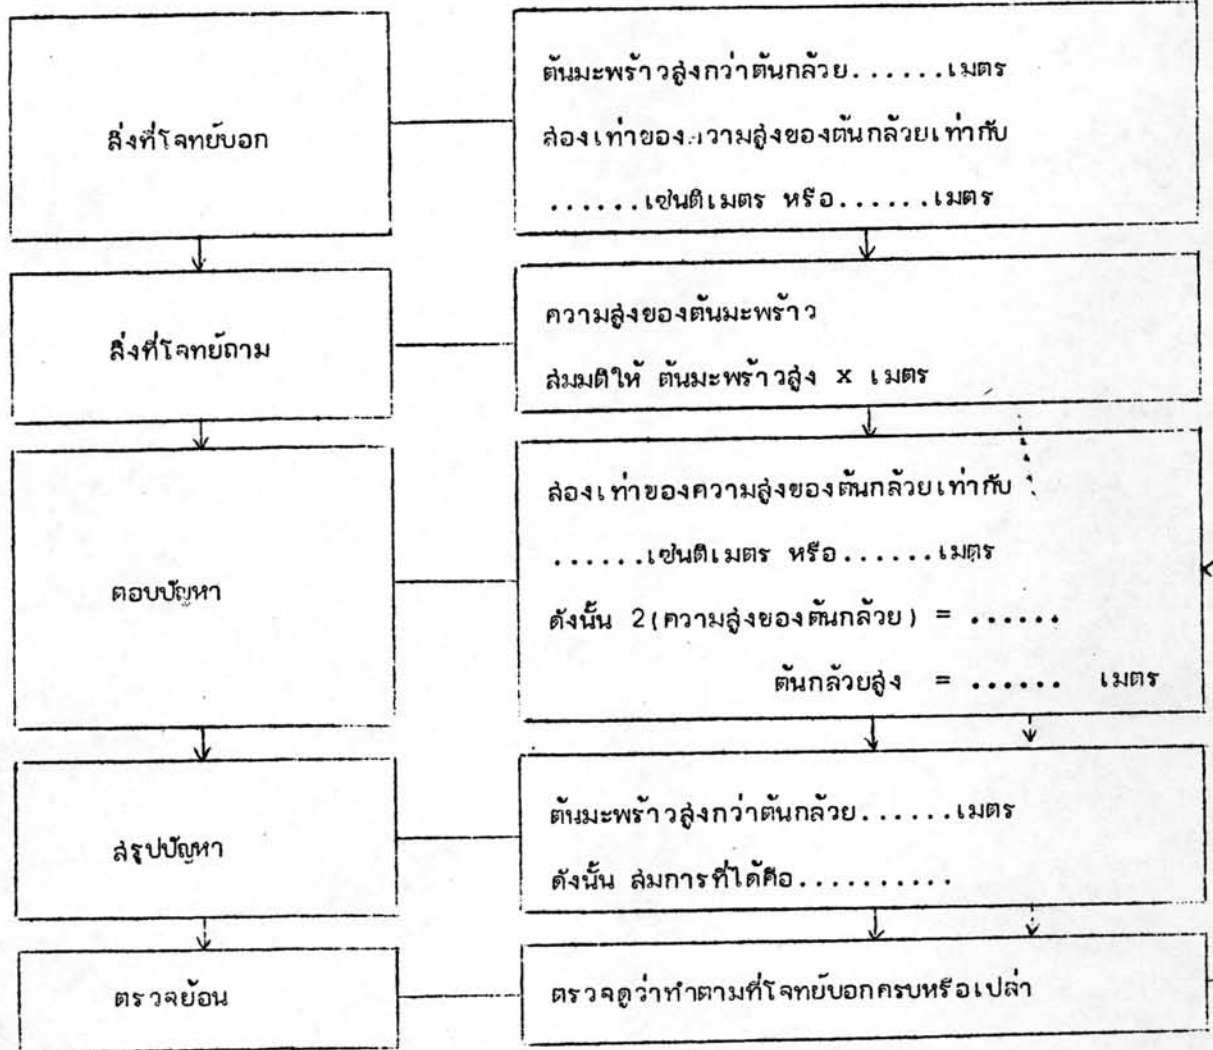 สิ่งที่โจทย์บอก
ต้นมะพร้าวสูงกว่าต้นกล้วย......เมตร
สองเท่าของความสูงของต้นกล้วยเท่ากับ
......เซนติเมตร หรือ......เมตร
สิ่งที่โจทย์ถาม
ความสูงของต้นมะพร้าว
สมมติให้ ต้นมะพร้าวสูง x เมตร
ตอบปัญหา
สองเท่าของความสูงของต้นกล้วยเท่ากับ
......เซนติเมตร หรือ......เมตร
ดังนั้น 2(ความสูงของต้นกล้วย) = ......
ต้นกล้วยสูง = ...... เมตร
สรุปปัญหา
ต้นมะพร้าวสูงกว่าต้นกล้วย......เมตร
ดังนั้น สมการที่ได้คือ..........
ตรวจย้อน
ตรวจดูว่าทำตามที่โจทย์บอกครบหรือเปล่า